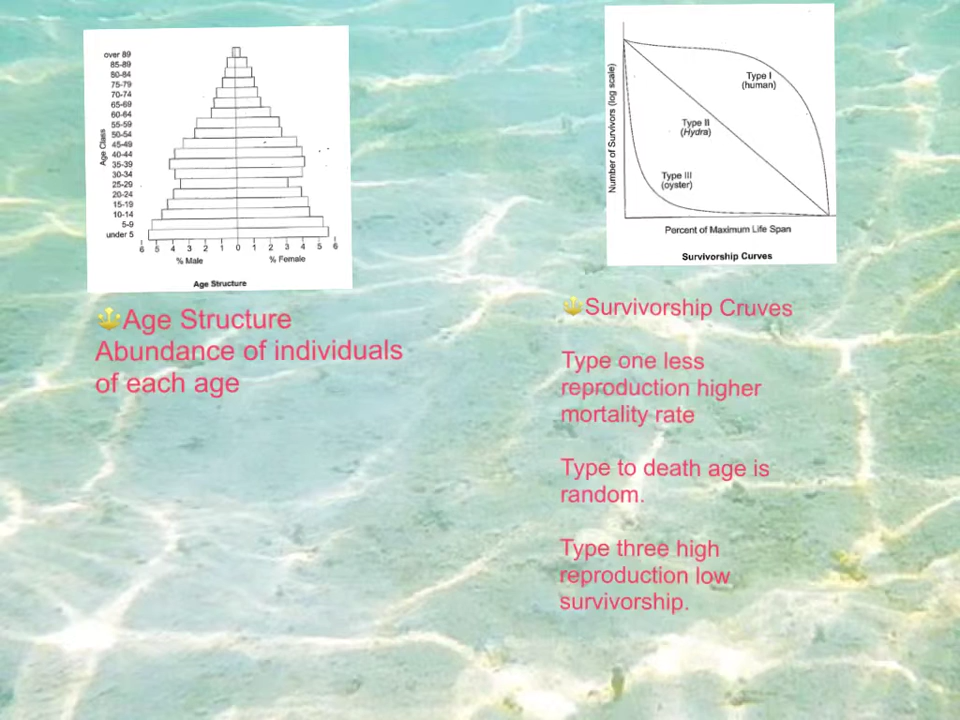 over 89
85-89
80-84
75-79
70-74
65-69
60-64
55-59
50-54
45-49
40-44
35-39
30-34
25-29
20-24
15-19
10-14
5-9
under 5
Age Class
6 5 4 3 2 1 0 1 2 3 4 5 6
% Male % Female
Age Structure
Number of Survivors (log scale)
Type I
(human)
Type II
(Hydra)
Type III
(oyster)
Percent of Maximum Life Span
Survivorship Curves
Age Structure
Abundance of individuals
of each age
Survivorship Cruves
Type one less
reproduction higher
mortality rate
Type to death age is
random.
Type three high
reproduction low
survivorship.